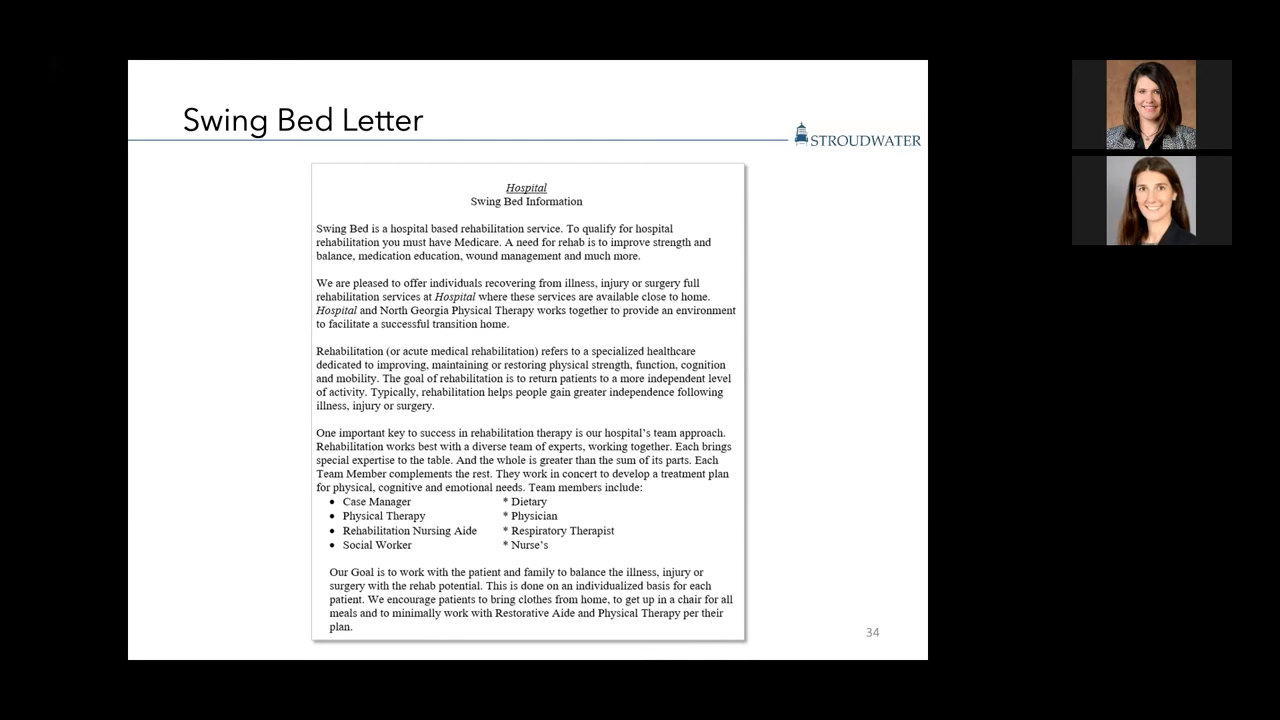 Swing Bed Letter
STROUDWATER
Hospital
Swing Bed Information
Swing Bed is a hospital based rehabilitation service. To qualify for hospital
rehabilitation you must have Medicare. A need for rehab is to improve strength and
balance, medication education, wound management and much more.
We are pleased to offer individuals recovering from illness, injury or surgery full
rehabilitation services at Hospital where these services are available close to home.
Hospital and North Georgia Physical Therapy works together to provide an environment
to facilitate a successful transition home.
Rehabilitation (or acute medical rehabilitation) refers to a specialized healthcare
dedicated to improving, maintaining or restoring physical strength, function, cognition
and mobility. The goal of rehabilitation is to return patients to a more independent level
of activity. Typically, rehabilitation helps people gain greater independence following
illness, injury or surgery.
One important key to success in rehabilitation therapy is our hospital's team approach.
Rehabilitation works best with a diverse team of experts, working together. Each brings
special expertise to the table. And the whole is greater than the sum of its parts. Each
Team Member complements the rest. They work in concert to develop a treatment plan
for physical, cognitive and emotional needs. Team members include:
• Case Manager * Dietary
• Physical Therapy * Physician
• Rehabilitation Nursing Aide * Respiratory Therapist
• Social Worker * Nurse's
Our Goal is to work with the patient and family to balance the illness, injury or
surgery with the rehab potential. This is done on an individualized basis for each
patient. We encourage patients to bring clothes from home, to get up in a chair for all
meals and to minimally work with Restorative Aide and Physical Therapy per their
plan.
34